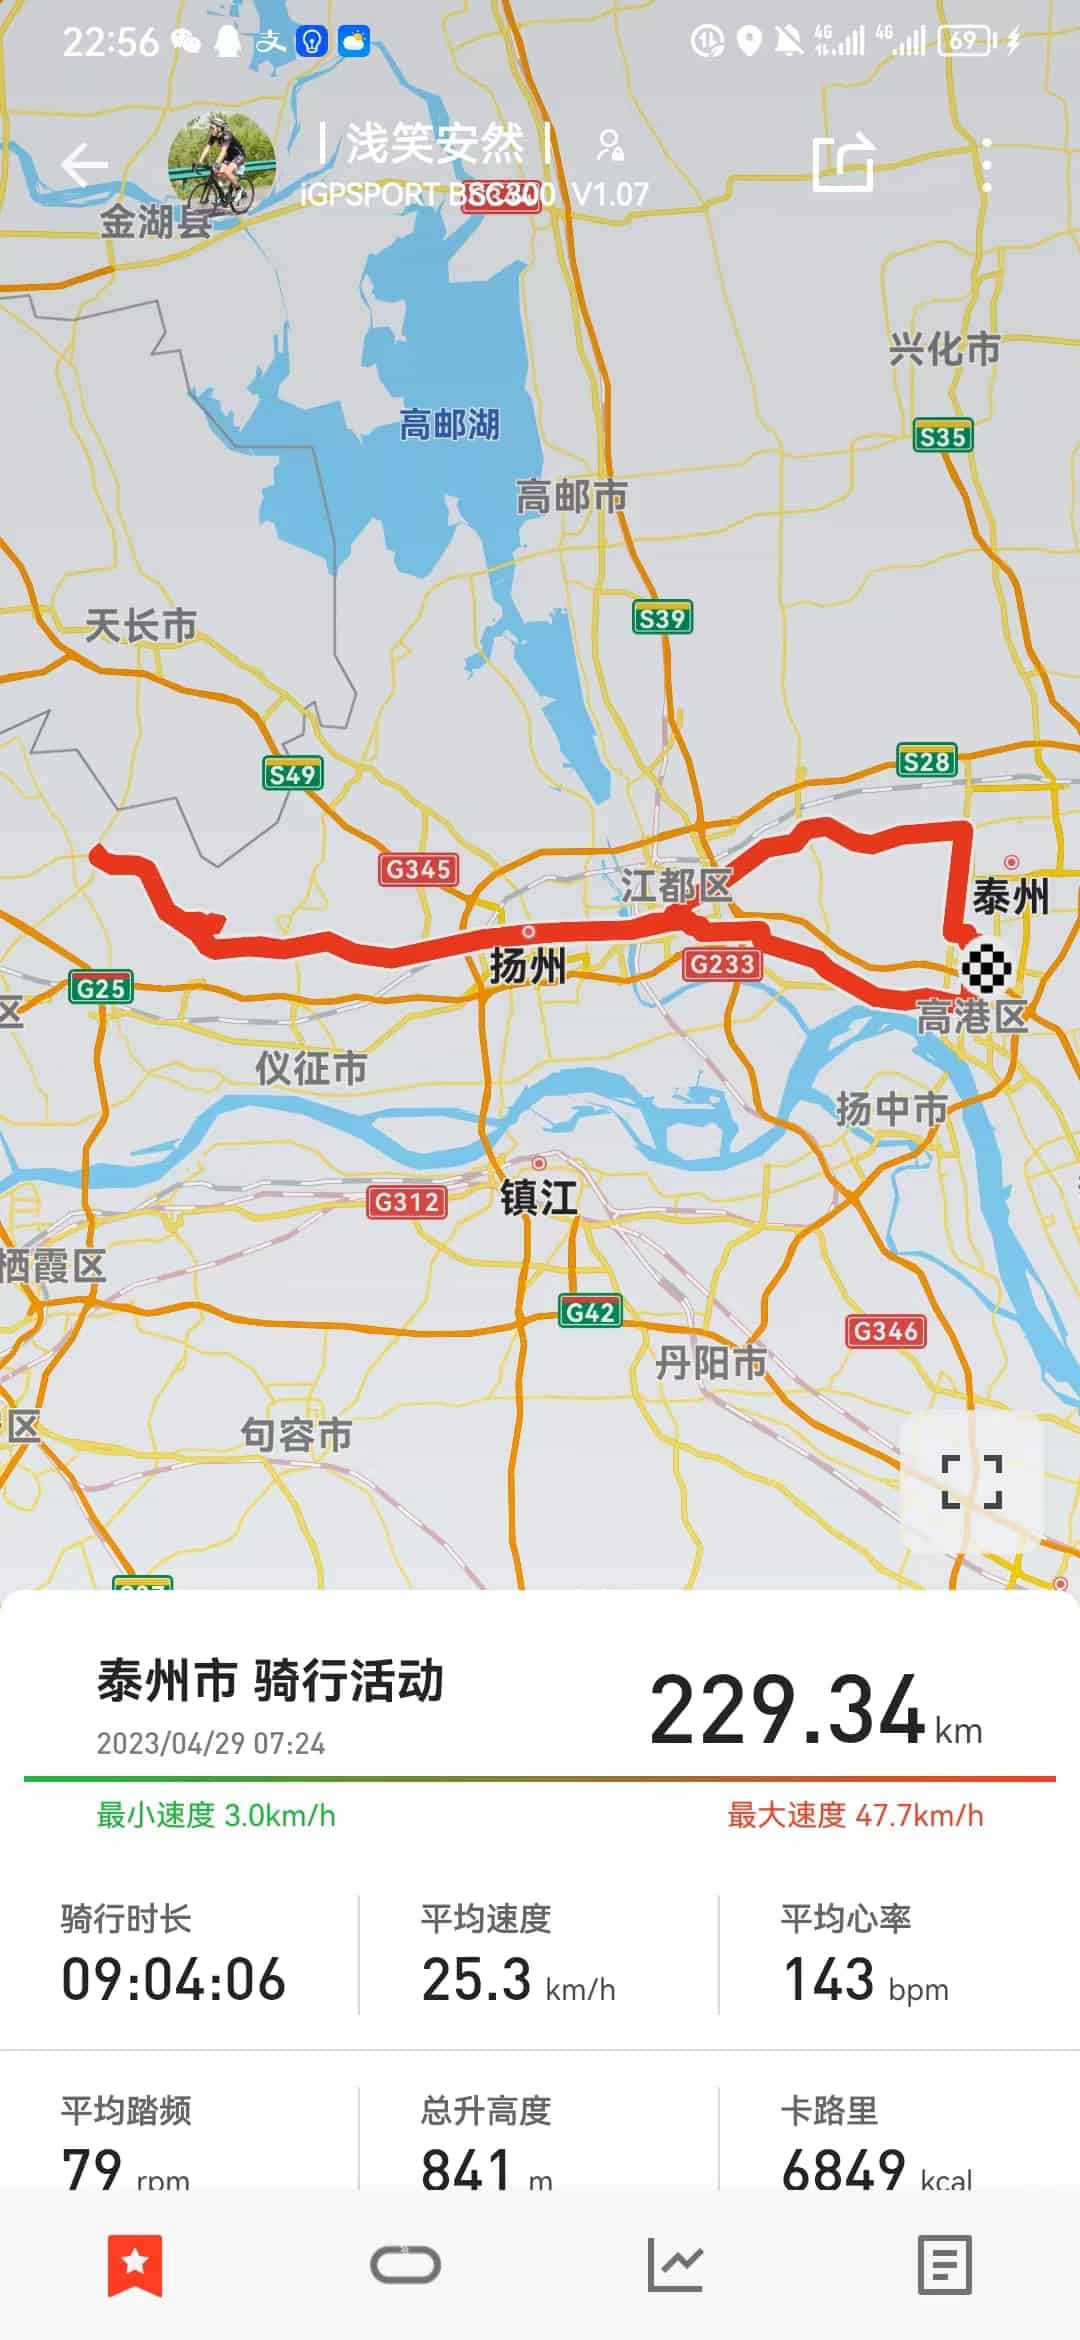 22:56
4G 4G 69
丨浅笑安然丨
iGPSPORT BSC300 V1.07
金湖县
兴化市
高邮湖
S35
高邮市
S39
天长市
S28
S49
G345
江都区
泰州
扬州
G233
G25
高港区
区
仪征市
扬中市
G312
镇江
栖霞区
G42
G346
丹阳市
区
句容市
泰州市 骑行活动
229.34 km
2023/04/29 07:24
最小速度 3.0km/h
最大速度 47.7km/h
骑行时长 平均速度 平均心率
09:04:06 25.3 km/h 143 bpm
平均踏频 总升高度 卡路里
79 rpm 841 m 6849 kcal